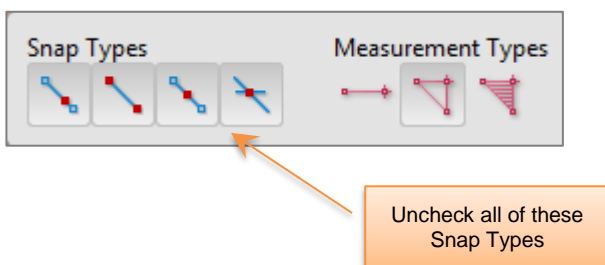 Snap Types
Measurement Types
Uncheck all of these
Snap Types